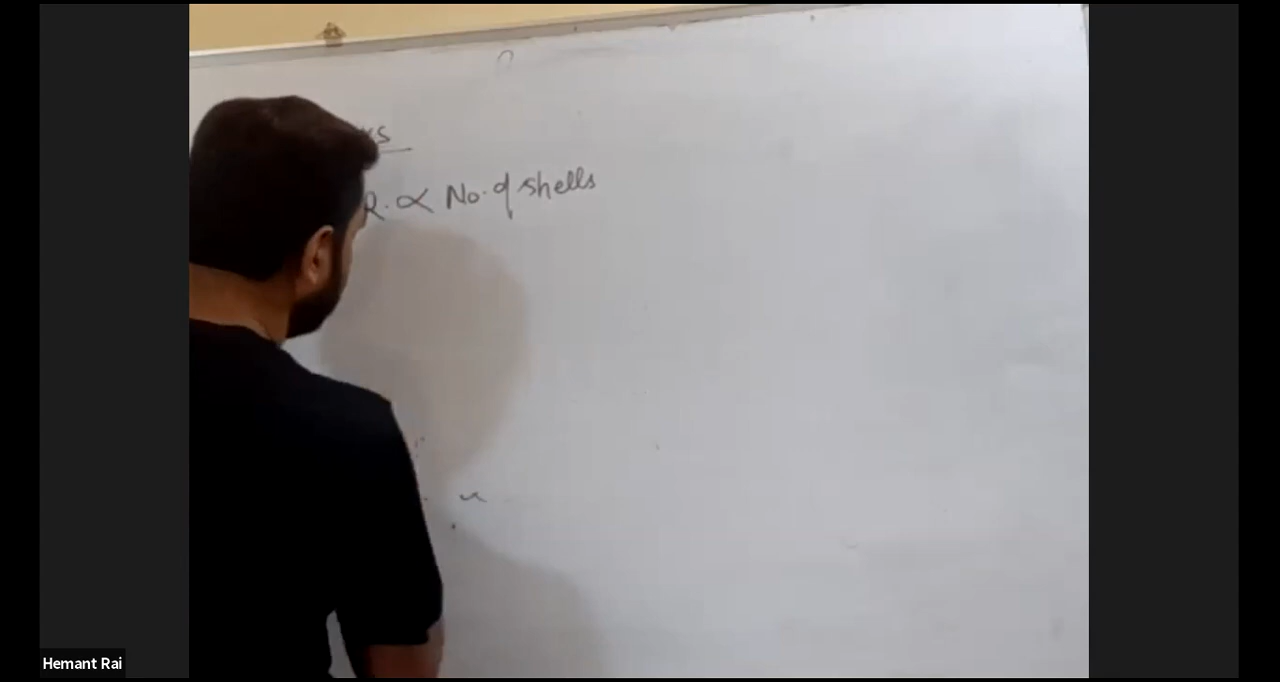 R. ∝ No. of shells
Hemant Rai